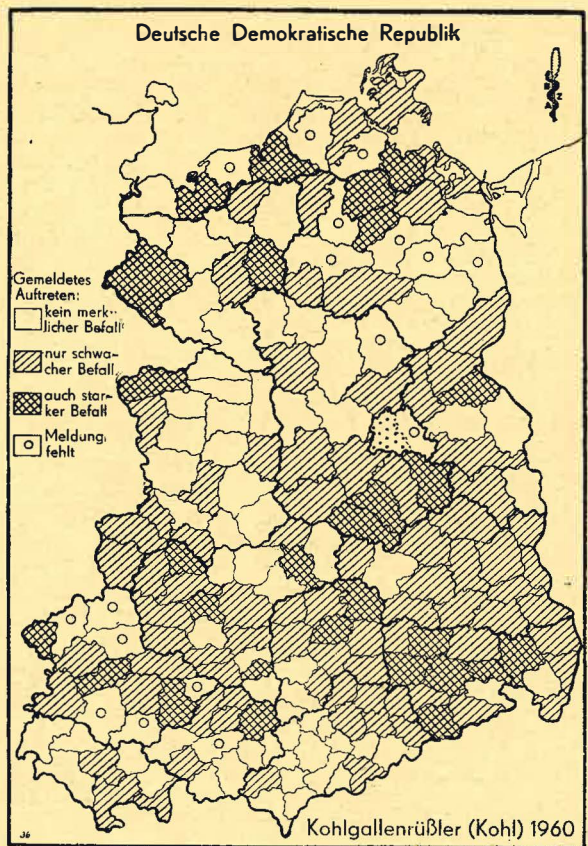 Deutsche Demokratische Republik
Gemeldetes
Auftreten:
kein merk-
licher Befall
nur schwa-
cher Befall
auch star-
ker Befall
Meldung
fehlt
36
Kohlgallenrüßler (Kohl) 1960